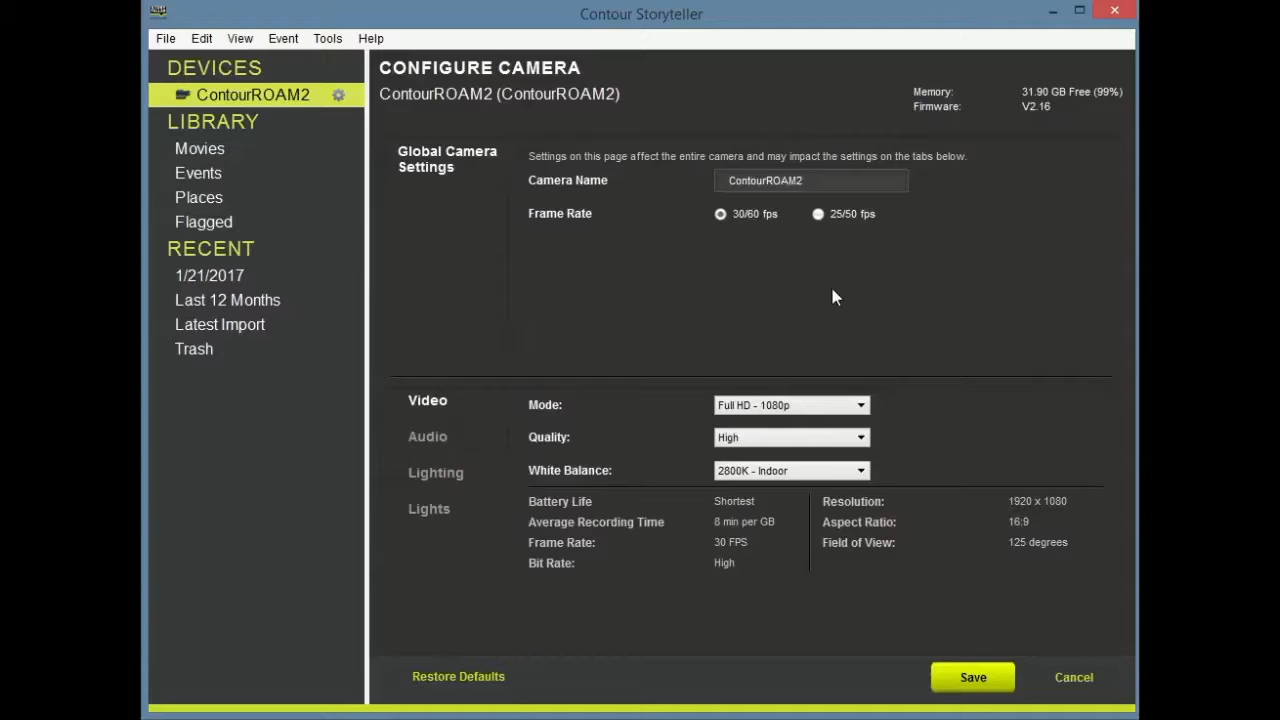 Contour Storyteller
File Edit View Event Tools Help
DEVICES
ContourROAM2
LIBRARY
Movies
Events
Places
Flagged
RECENT
1/21/2017
Last 12 Months
Latest Import
Trash
CONFIGURE CAMERA
ContourROAM2 (ContourROAM2)
Memory: 31.90 GB Free (99%)
Firmware: V2.16
Global Camera
Settings
Settings on this page affect the entire camera and may impact the settings on the tabs below.
Camera Name ContourROAM2
Frame Rate 30/60 fps 25/50 fps
Video
Audio
Lighting
Lights
Mode: Full HD - 1080p
Quality: High
White Balance: 2800K - Indoor
Battery Life Shortest
Average Recording Time 8 min per GB
Frame Rate: 30 FPS
Bit Rate: High
Resolution: 1920 x 1080
Aspect Ratio: 16:9
Field of View: 125 degrees
Restore Defaults
Save
Cancel